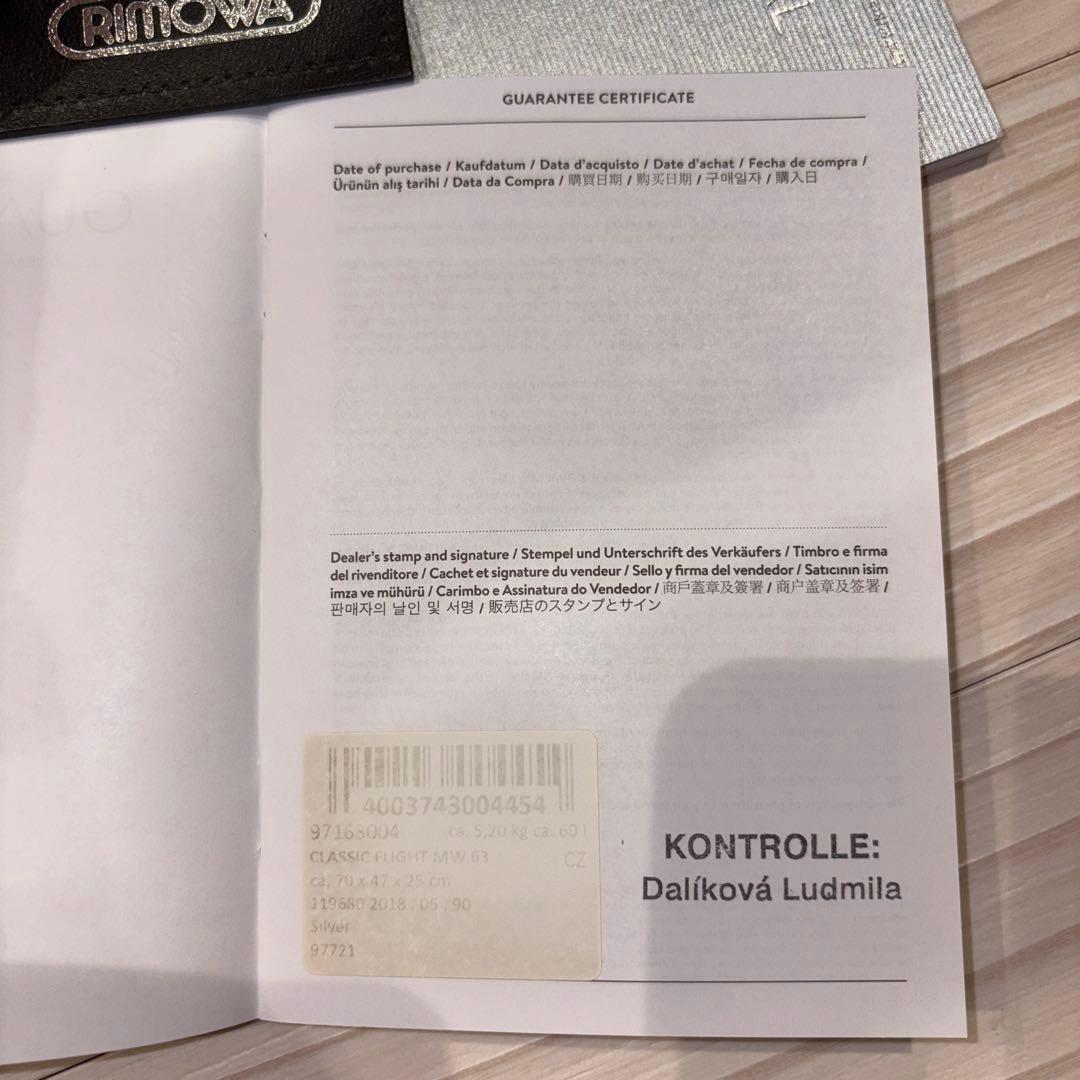 RIMOWA
GUARANTEE CERTIFICATE
Date of purchase / Kaufdatum / Data d'acquisto / Date d'achat / Fecha de compra /
Ürünün alış tarihi / Data da Compra / 購買日期 / 购买日期 / 구매일자 / 購入日
Dealer's stamp and signature / Stempel und Unterschrift des Verkäufers / Timbro e firma
del rivenditore / Cachet et signature du vendeur / Sello y firma del vendedor / Satıcının isim
imza ve mühürü / Carimbo e Assinatura do Vendedor / 商戶蓋章及簽署 / 商户盖章及签署 /
판매자의 날인 및 서명 / 販売店のスタンプとサイン
4003743004454
97163004 ca. 5,20 kg ca. 60 l
CLASSIC FLIGHT MW 63 CZ
ca. 70 x 47 x 25 cm
119680 2018 . 05 . 90
Silver
97721
KONTROLLE:
Dalíková Ludmila